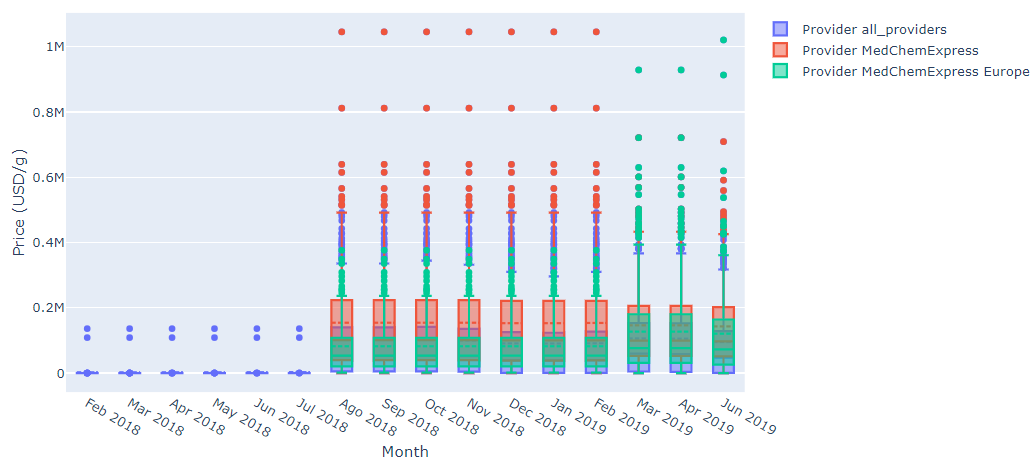 Provider all_providers
Provider MedChemExpress
Provider MedChemExpress Europe
Price (USD/g)
1M
0.8M
0.6M
0.4M
0.2M
0
Feb 2018
Mar 2018
Apr 2018
May 2018
Jun 2018
Jul 2018
Ago 2018
Sep 2018
Oct 2018
Nov 2018
Dec 2018
Jan 2019
Feb 2019
Mar 2019
Apr 2019
Jun 2019
Month